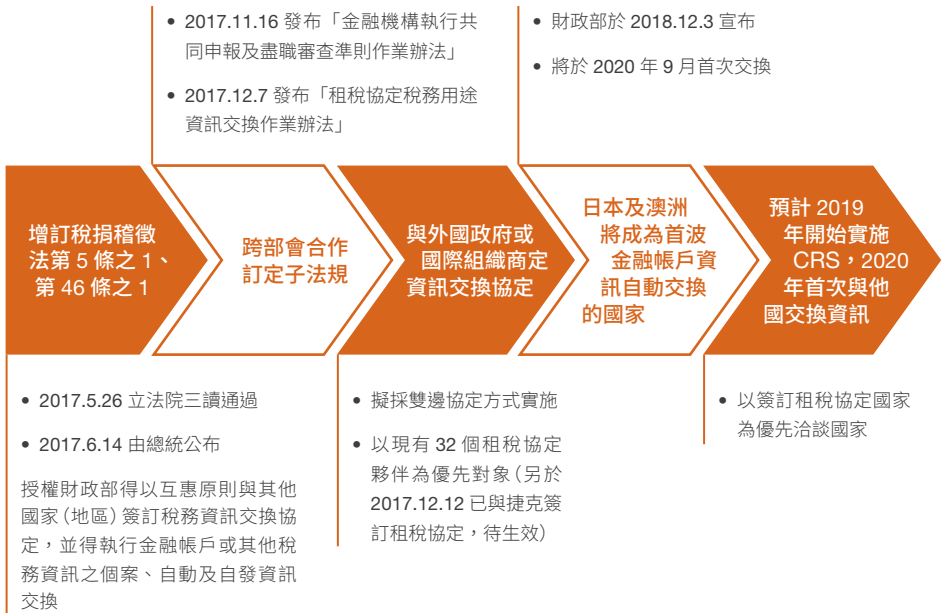 • 2017.11.16 發布「金融機構執行共
同申報及盡職審查準則作業辦法」
• 2017.12.7 發布「租稅協定稅務用途
資訊交換作業辦法」
• 財政部於 2018.12.3 宣布
• 將於 2020 年 9 月首次交換
增訂稅捐稽徵
法第 5 條之 1、
第 46 條之 1
跨部會合作
訂定子法規
與外國政府或
國際組織商定
資訊交換協定
日本及澳洲
將成為首波
金融帳戶資
訊自動交換
的國家
預計 2019
年開始實施
CRS，2020
年首次與他
國交換資訊
• 2017.5.26 立法院三讀通過
• 2017.6.14 由總統公布
授權財政部得以互惠原則與其他
國家（地區）簽訂稅務資訊交換協
定，並得執行金融帳戶或其他稅
務資訊之個案、自動及自發資訊
交換
• 擬採雙邊協定方式實施
• 以現有 32 個租稅協定
夥伴為優先對象（另於
2017.12.12 已與捷克簽
訂租稅協定，待生效）
• 以簽訂租稅協定國家
為優先洽談國家